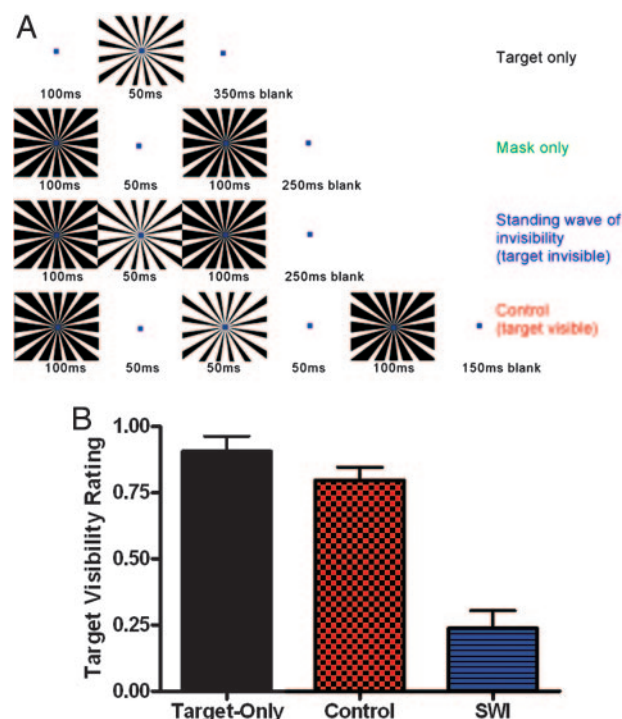 A
Target only
100ms 50ms 350ms blank
Mask only
100ms 50ms 100ms 250ms blank
Standing wave of
invisibility
(target invisible)
100ms 50ms 100ms 250ms blank
Control
(target visible)
100ms 50ms 50ms 50ms 100ms 150ms blank
B
Target Visibility Rating
1.00
0.75
0.50
0.25
0.00
Target-Only Control SWI